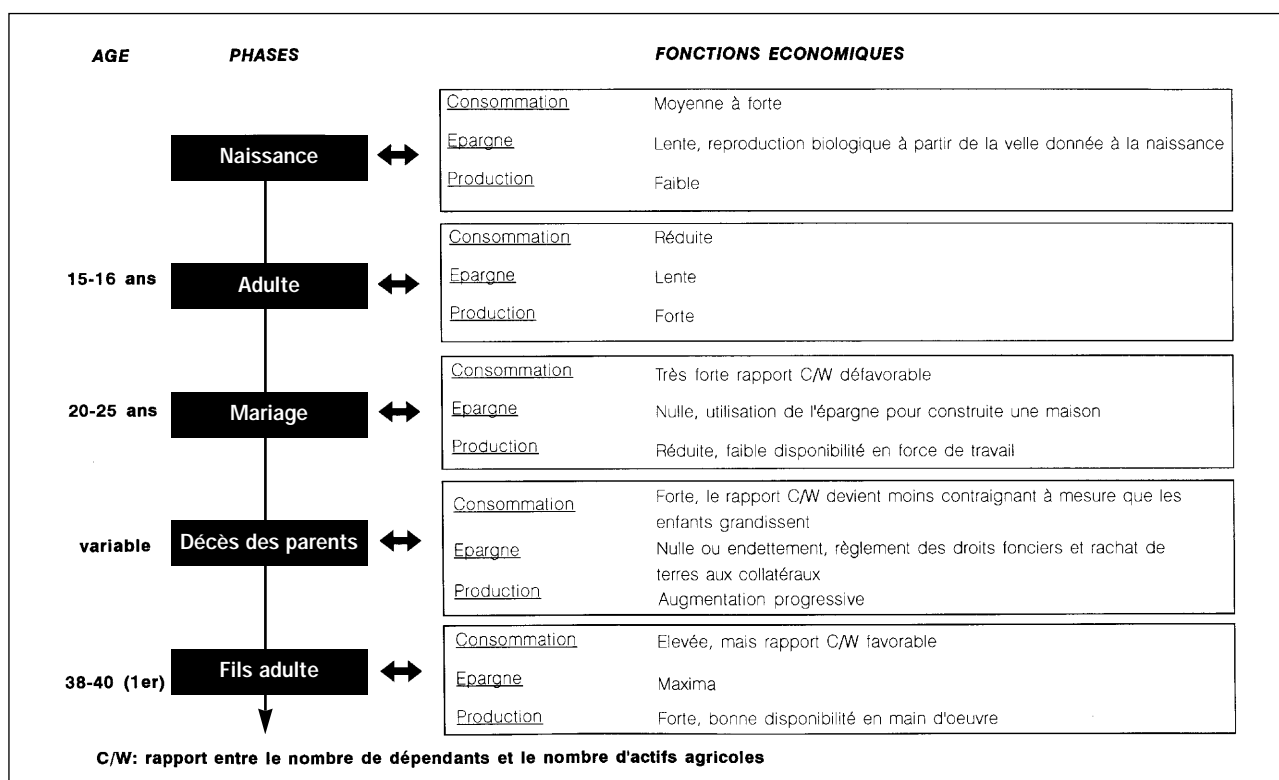 AGE PHASES FONCTIONS ECONOMIQUES
Consommation Moyenne à forte
Naissance
Epargne Lente, reproduction biologique à partir de la velle donnée à la naissance
Production Faible
Consommation Réduite
15-16 ans Adulte
Epargne Lente
Production Forte
Consommation Très forte rapport C/W défavorable
20-25 ans Mariage
Epargne Nulle, utilisation de l'épargne pour construite une maison
Production Réduite, faible disponibilité en force de travail
Consommation Forte, le rapport C/W devient moins contraignant à mesure que les
enfants grandissent
variable Décès des parents
Epargne Nulle ou endettement, règlement des droits fonciers et rachat de
terres aux collatéraux
Production Augmentation progressive
Consommation Elevée, mais rapport C/W favorable
38-40 (1er) Fils adulte
Epargne Maxima
Production Forte, bonne disponibilité en main d'oeuvre
C/W: rapport entre le nombre de dépendants et le nombre d'actifs agricoles